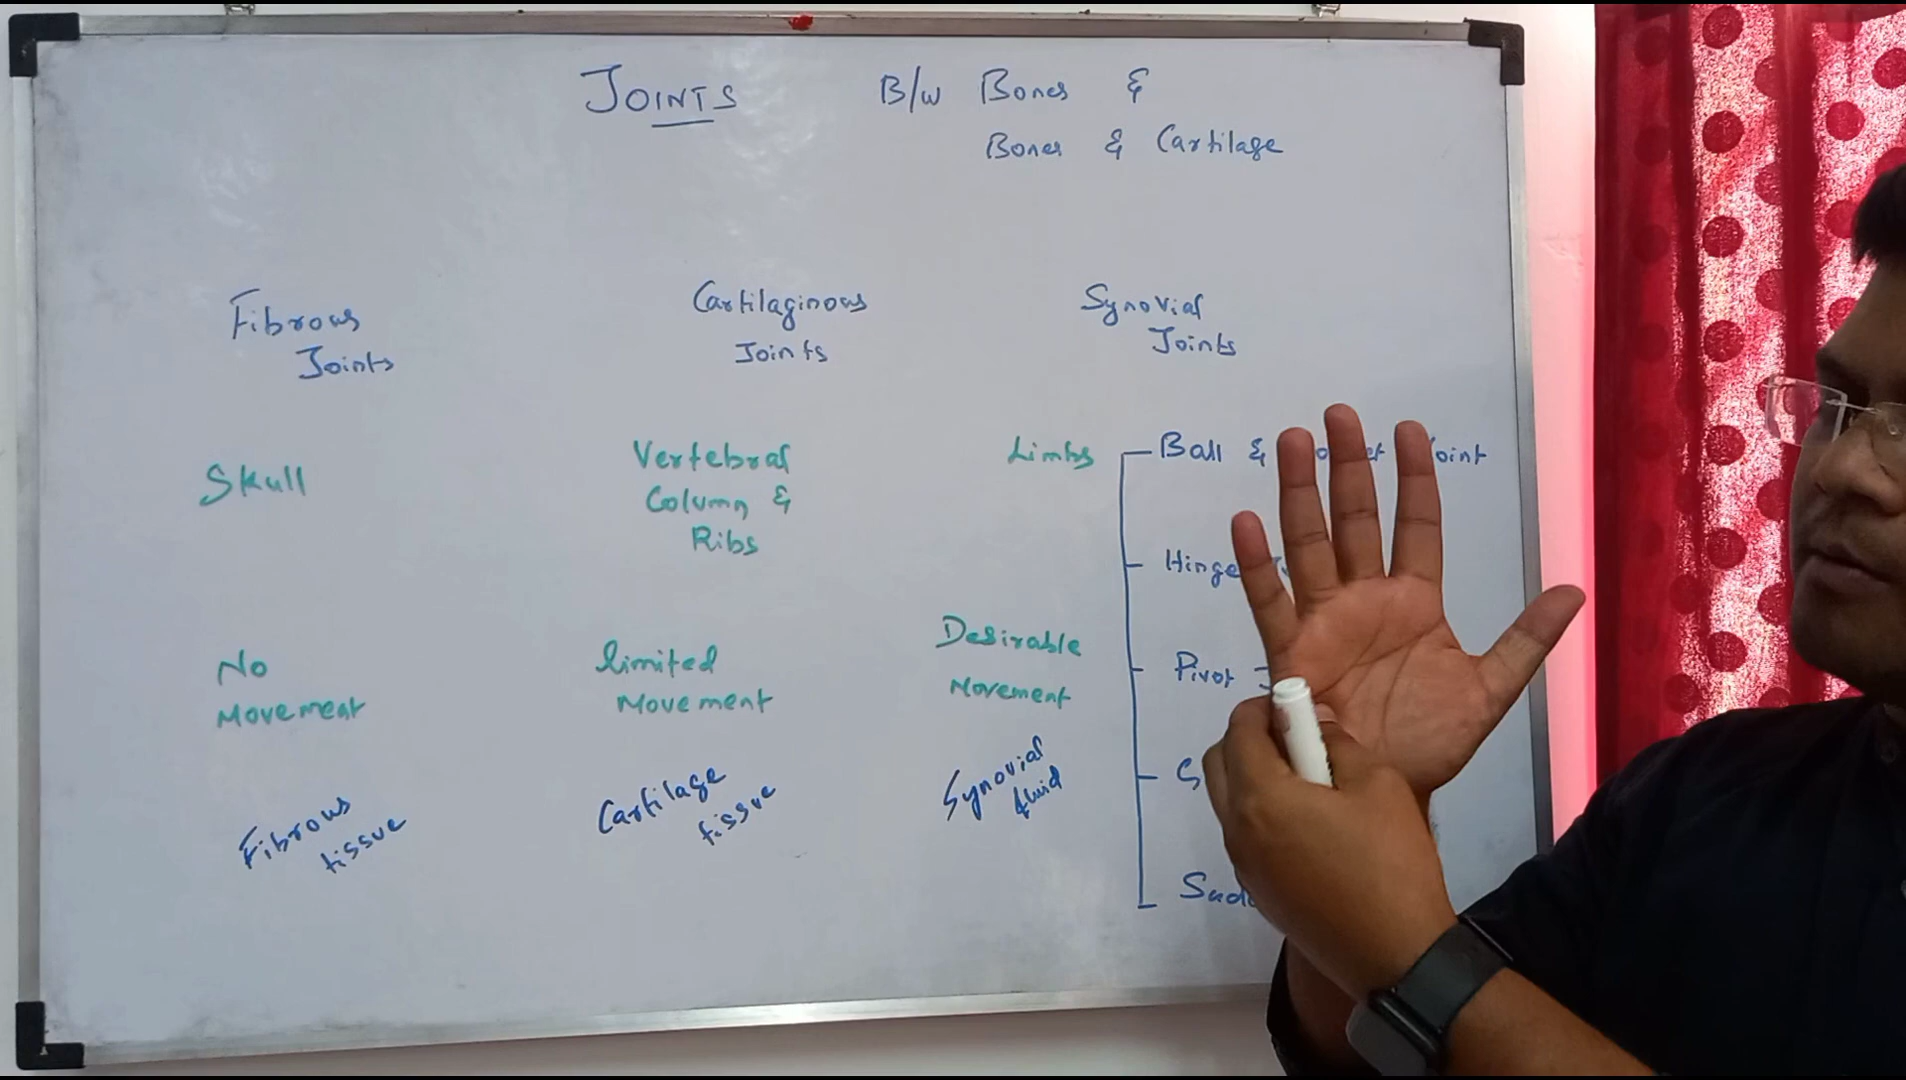 JOINTS B/w Bones &
Bones & Cartilage
Fibrous
Joints
Cartilaginous
Joints
Synovial
Joints
Skull
Vertebral
Column &
Ribs
Limbs
Ball &
Hinge
Pivot
No
Movement
limited
Movement
Desirable
Movement
Fibrous
tissue
Cartilage
tissue
Synovial
fluid